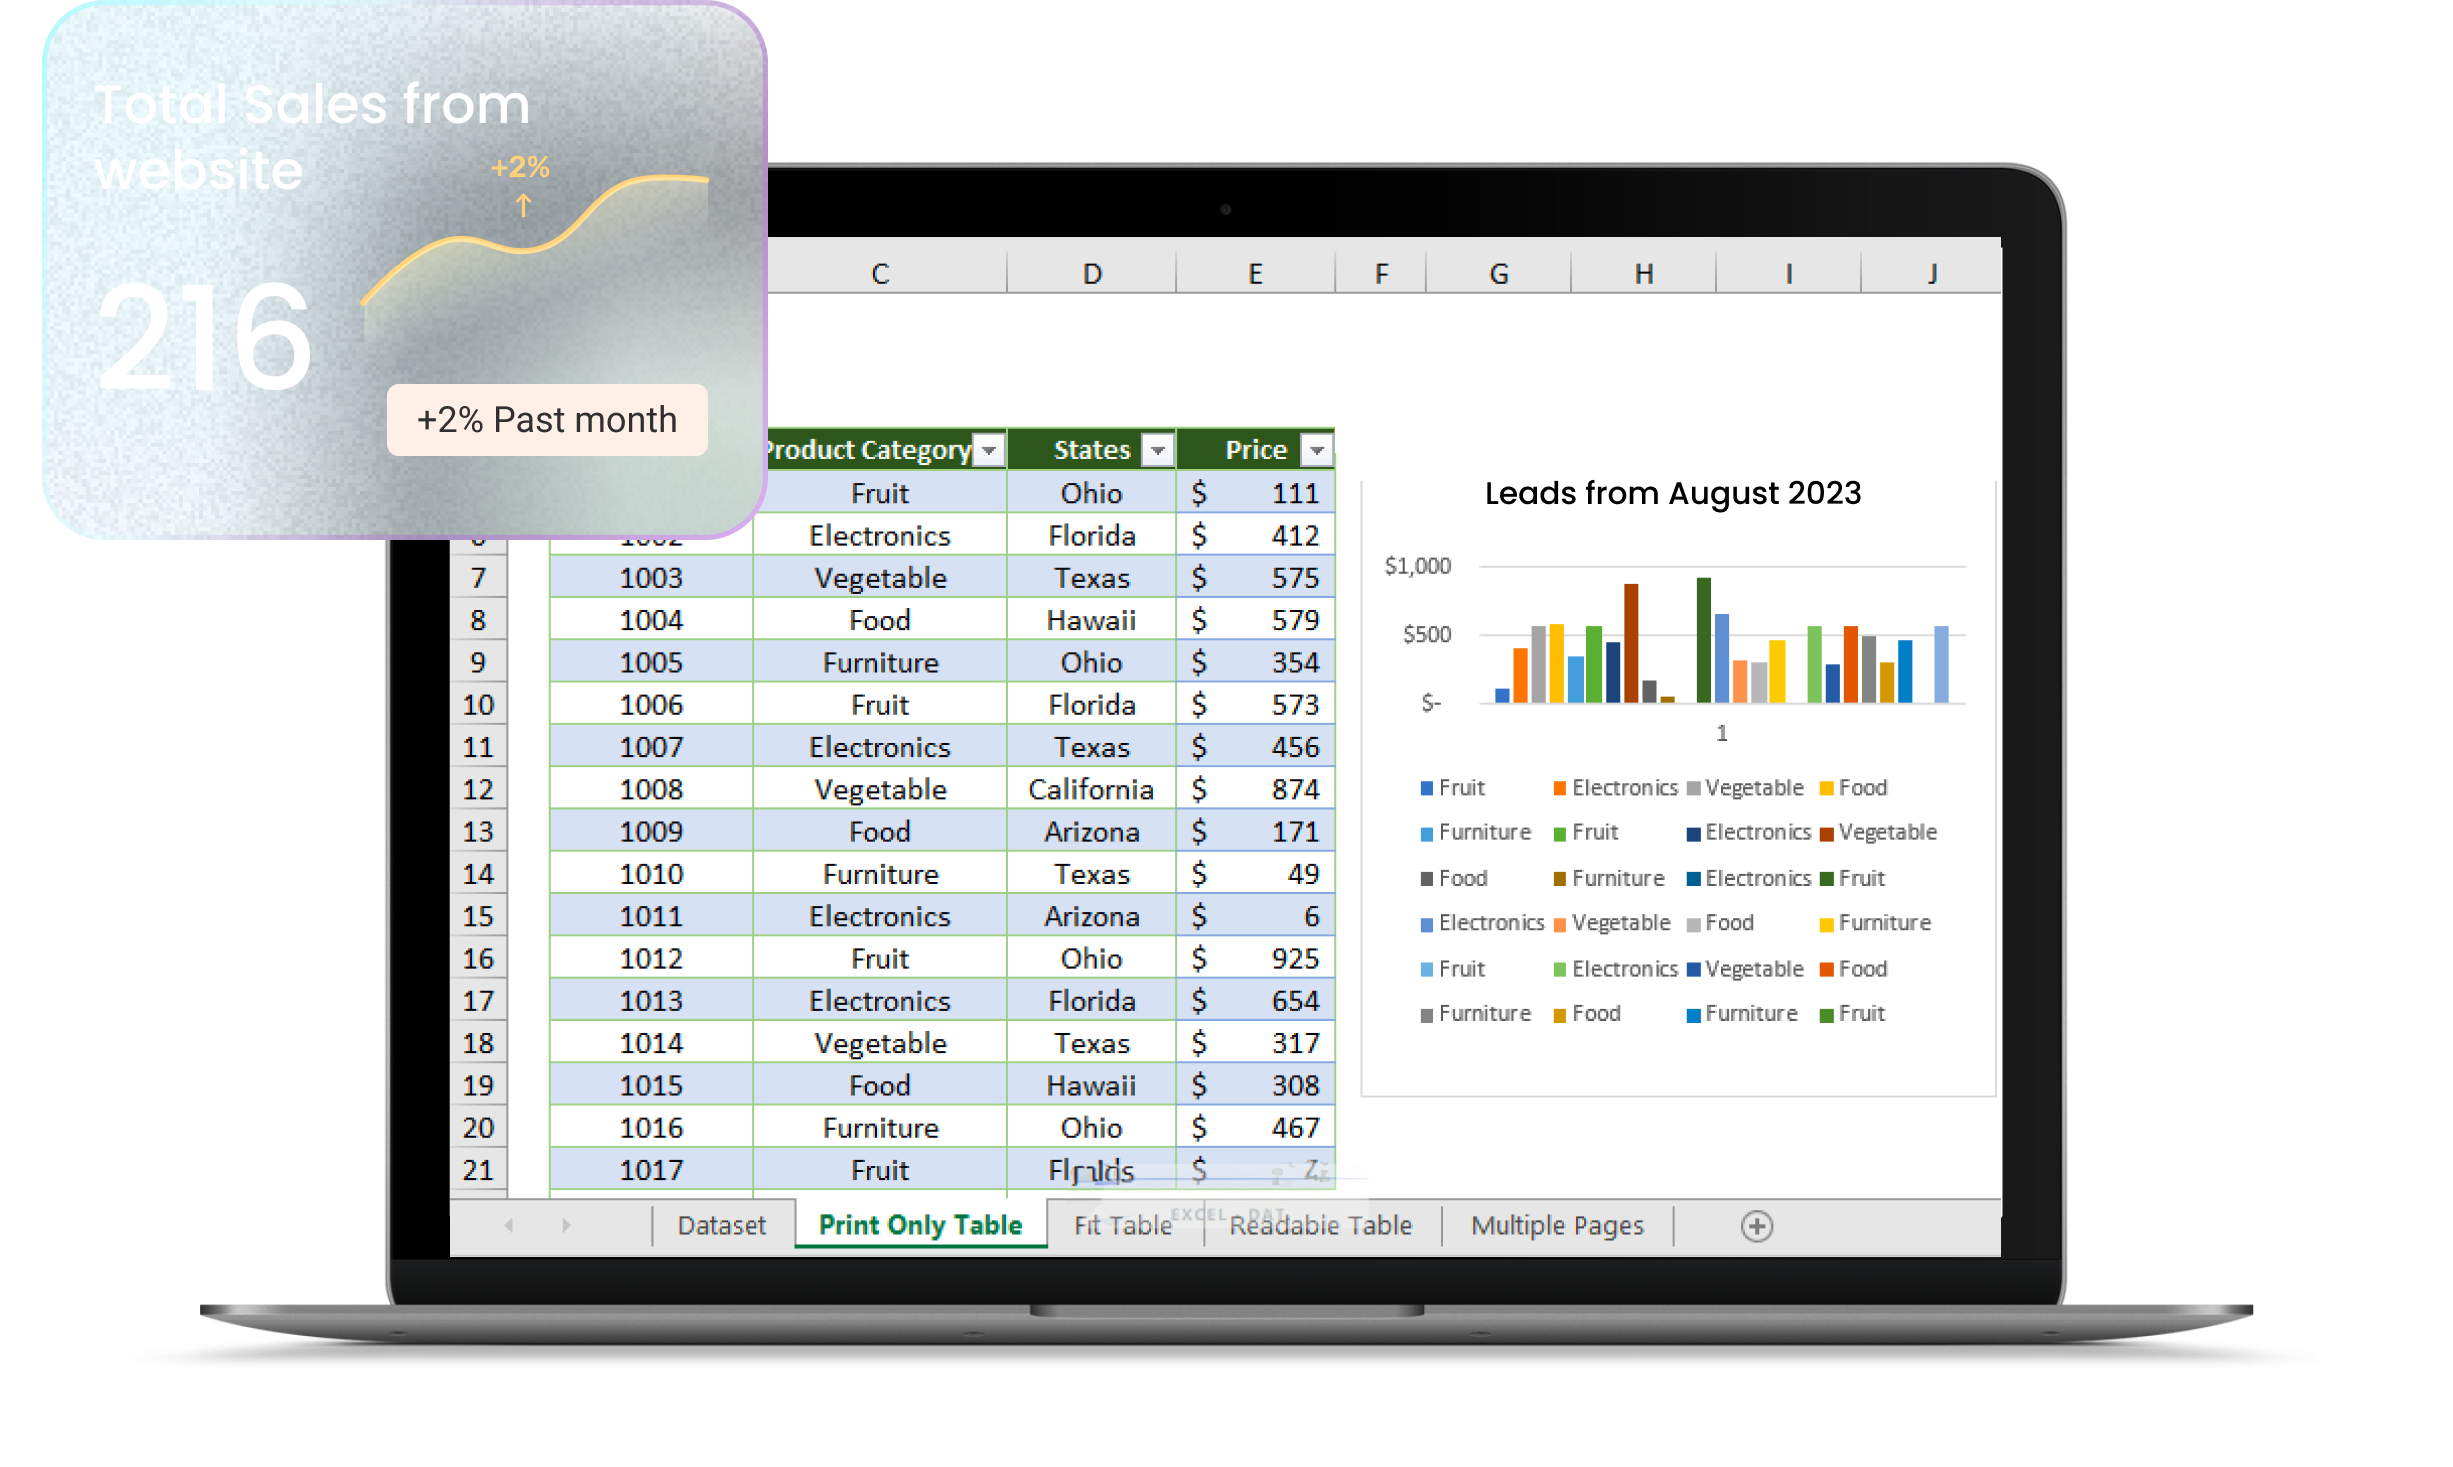 Total Sales from
website
+2%
↑
216
+2% Past month
C D E F G H I J
Product Category States Price
Fruit Ohio $ 111
Electronics Florida $ 412
7 1003 Vegetable Texas $ 575
8 1004 Food Hawaii $ 579
9 1005 Furniture Ohio $ 354
10 1006 Fruit Florida $ 573
11 1007 Electronics Texas $ 456
12 1008 Vegetable California $ 874
13 1009 Food Arizona $ 171
14 1010 Furniture Texas $ 49
15 1011 Electronics Arizona $ 6
16 1012 Fruit Ohio $ 925
17 1013 Electronics Florida $ 654
18 1014 Vegetable Texas $ 317
19 1015 Food Hawaii $ 308
20 1016 Furniture Ohio $ 467
21 1017 Fruit $
Leads from August 2023
$1,000
$500
$-
1
Fruit Electronics Vegetable Food
Furniture Fruit Electronics Vegetable
Food Furniture Electronics Fruit
Electronics Vegetable Food Furniture
Fruit Electronics Vegetable Food
Furniture Food Furniture Fruit
Dataset Print Only Table Fit Table Readable Table Multiple Pages